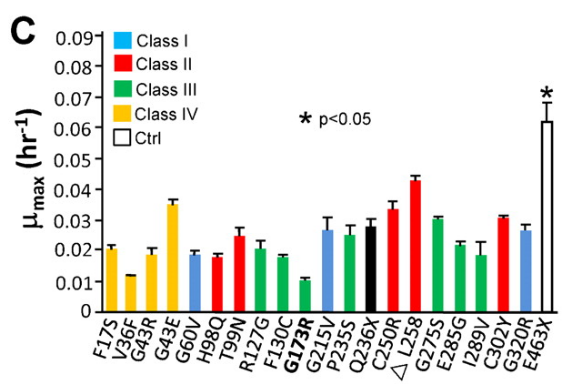 C
0.09
0.08
0.07
0.06
0.05
0.04
0.03
0.02
0.01
0
μmax (hr-1)
Class I
Class II
Class III
Class IV
Ctrl
* p<0.05
*
F17S
V36F
G43R
G43E
G60V
H98Q
T99N
R127G
F130C
G173R
G215V
P235S
Q236X
C250R
△ L258
G275S
E285G
I289V
C302Y
G320R
E463X